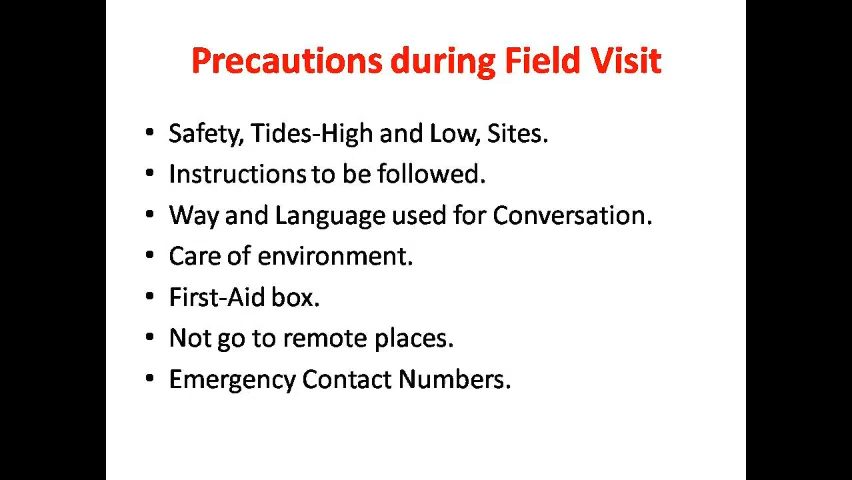 Precautions during Field Visit
• Safety, Tides-High and Low, Sites.
• Instructions to be followed.
• Way and Language used for Conversation.
• Care of environment.
• First-Aid box.
• Not go to remote places.
• Emergency Contact Numbers.